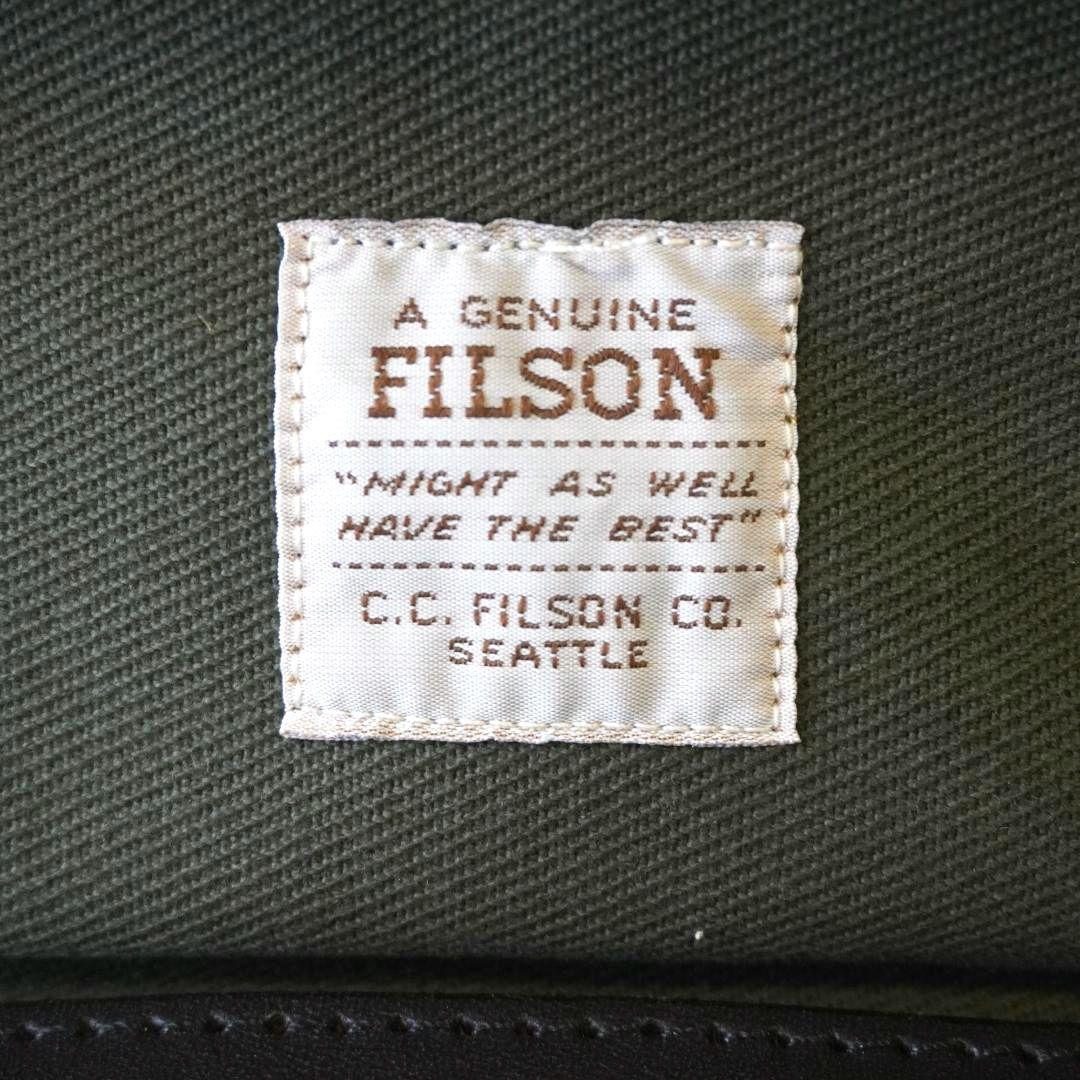 A GENUINE
FILSON
"MIGHT AS WELL
HAVE THE BEST"
C.C. FILSON CO.
SEATTLE